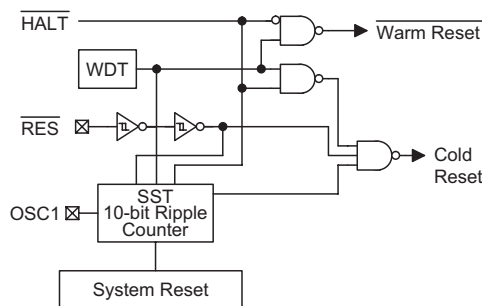 HALT
Warm Reset
WDT
RES
Cold
Reset
SST
10-bit Ripple
Counter
OSC1
System Reset